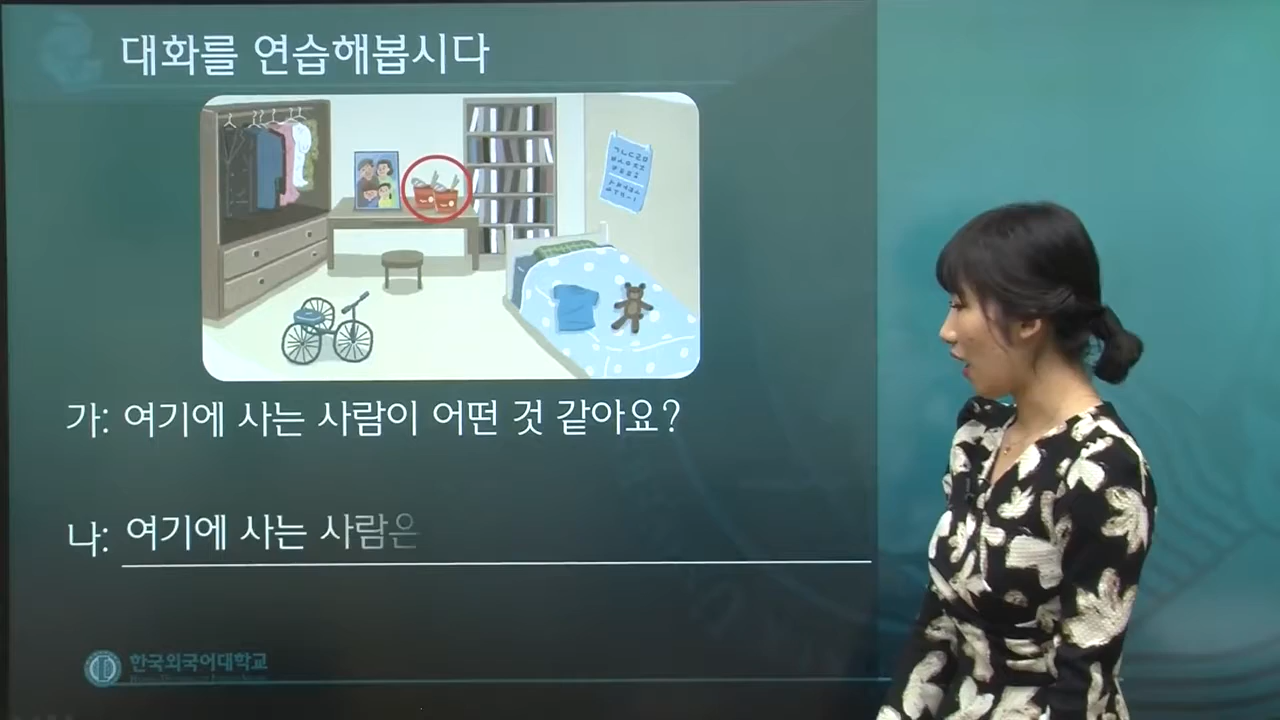 대화를 연습해봅시다
가: 여기에 사는 사람이 어떤 것 같아요?
나: 여기에 사는 사람은
한국외국어대학교